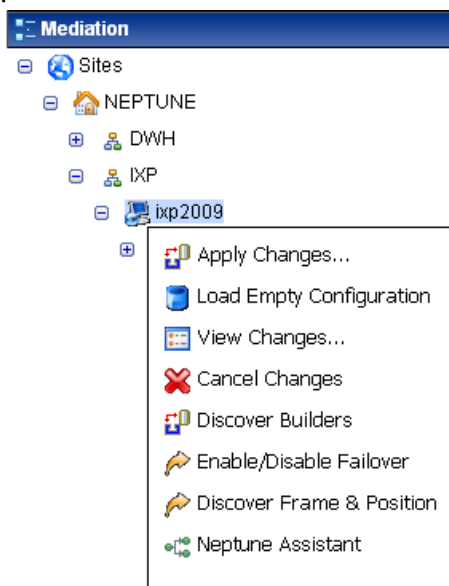 Mediation
Sites
NEPTUNE
DWH
IXP
ixp2009
Apply Changes...
Load Empty Configuration
View Changes...
Cancel Changes
Discover Builders
Enable/Disable Failover
Discover Frame & Position
Neptune Assistant